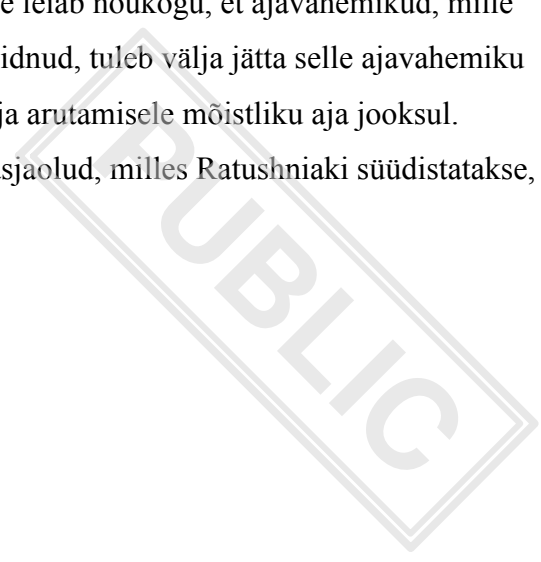 e leiab nõukogu, et ajavahemikud, mille
idnud, tuleb välja jätta selle ajavahemiku
ja arutamisele mõistliku aja jooksul.
sjaolud, milles Ratushniaki süüdistatakse,
PUBLIC